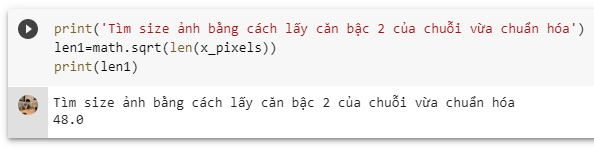 print('Tìm size ảnh bằng cách lấy căn bậc 2 của chuỗi vừa chuẩn hóa')
len1=math.sqrt(len(x_pixels))
print(len1)
Tìm size ảnh bằng cách lấy căn bậc 2 của chuỗi vừa chuẩn hóa
48.0